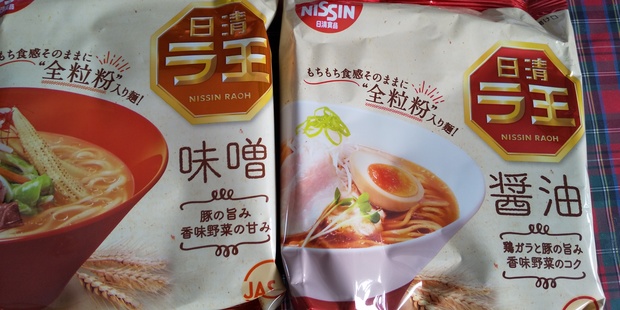 日清
ラ王
NISSIN RAOH
もちもち食感そのままに
"全粒粉"入り麺!
味噌
豚の旨み
香味野菜の甘み
JAS
NISSIN
日清食品
日清
ラ王
NISSIN RAOH
もちもち食感そのままに
"全粒粉"入り麺!
醤油
鶏ガラと豚の旨み
香味野菜のコク